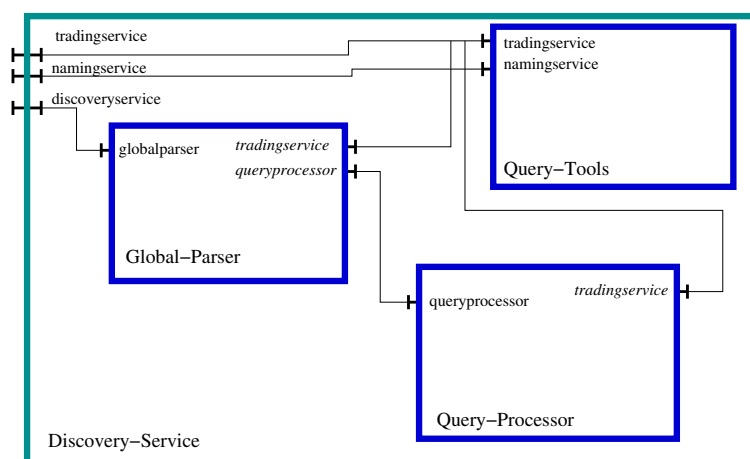 tradingservice
tradingservice
namingservice
namingservice
discoveryservice
globalparser
tradingservice
queryprocessor
Query−Tools
Global−Parser
queryprocessor
tradingservice
Query−Processor
Discovery−Service